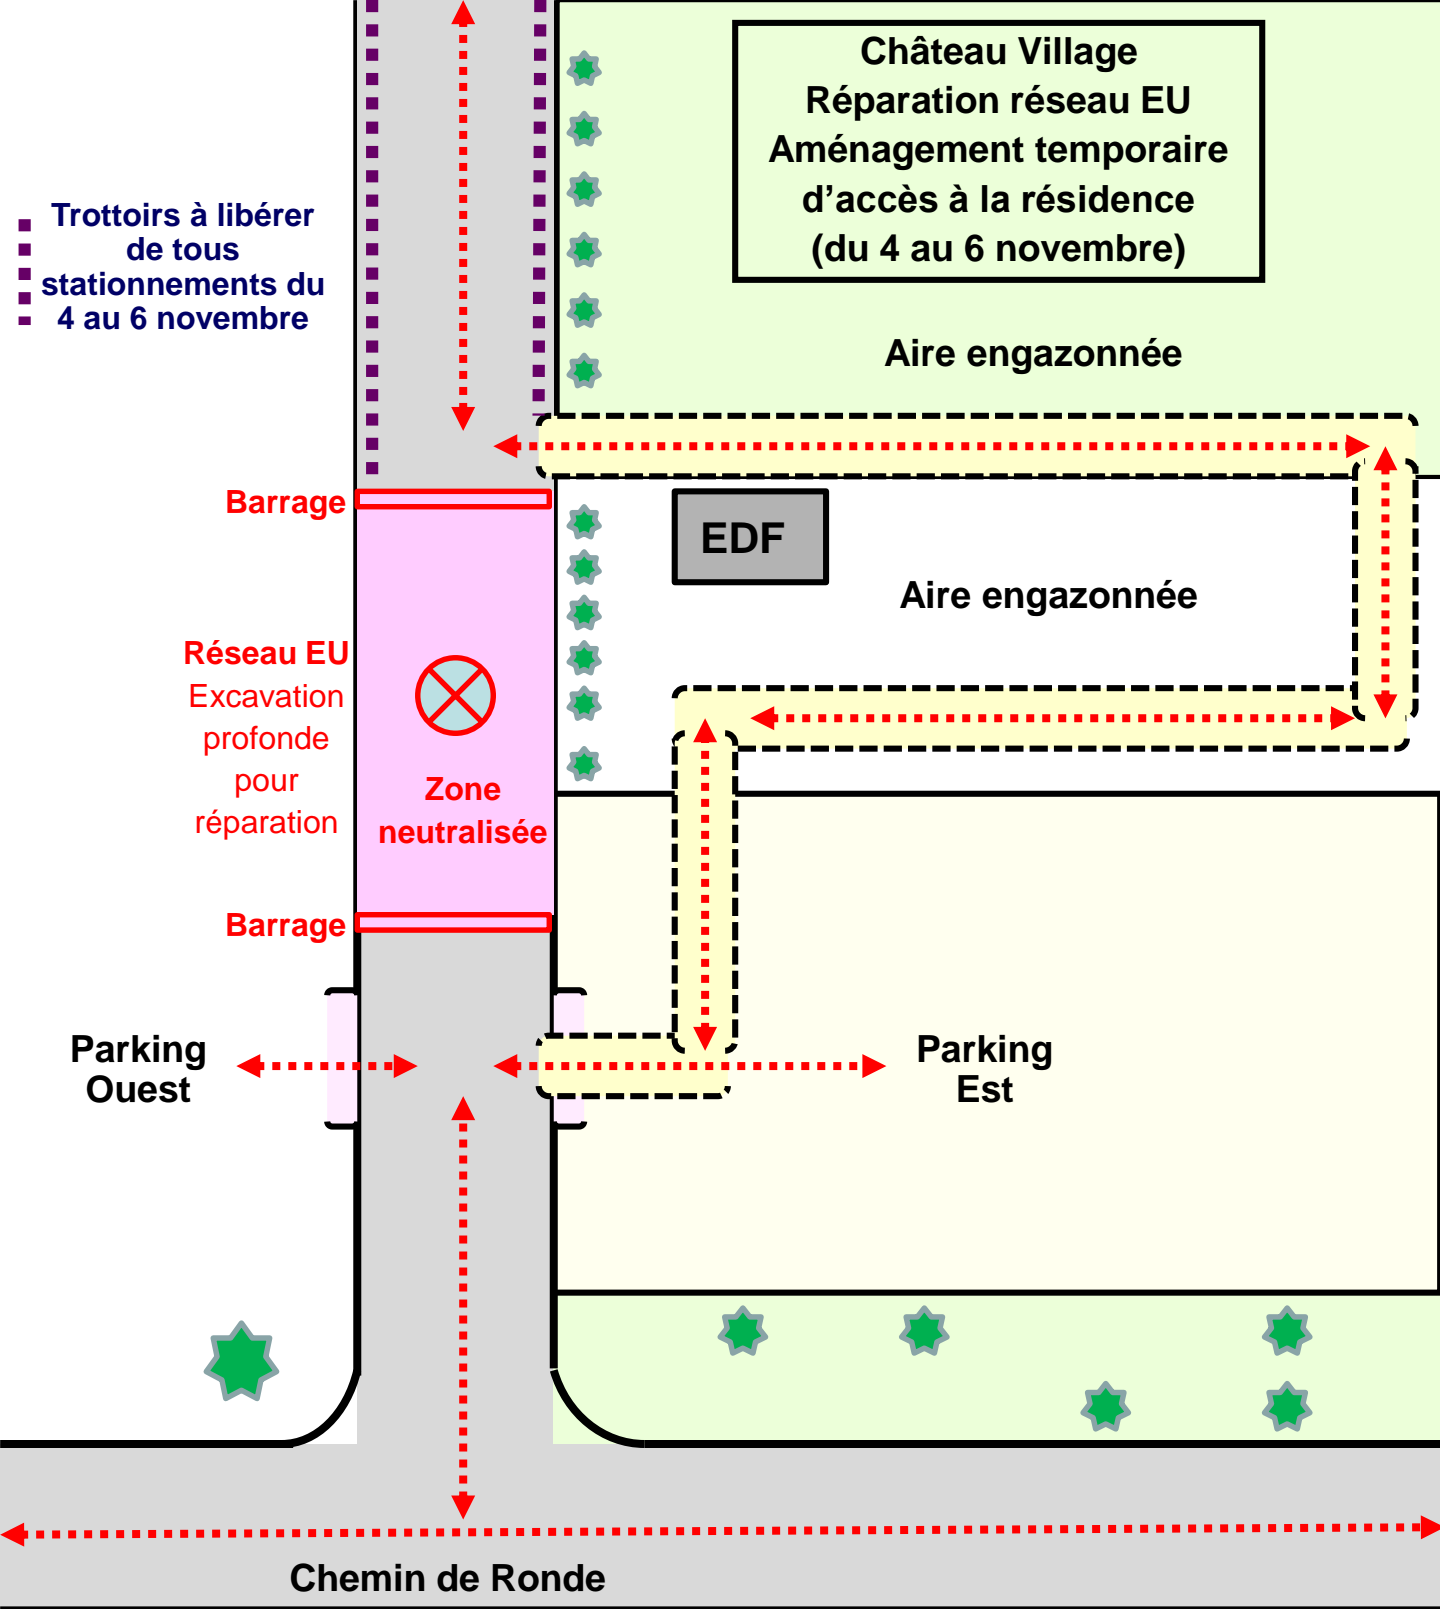 Château Village
Réparation réseau EU
Aménagement temporaire
d’accès à la résidence
(du 4 au 6 novembre)
Trottoirs à libérer
de tous
stationnements du
4 au 6 novembre
Aire engazonnée
Barrage
EDF
Aire engazonnée
Réseau EU
Excavation
profonde
pour
réparation
Zone
neutralisée
Barrage
Parking
Ouest
Parking
Est
Chemin de Ronde